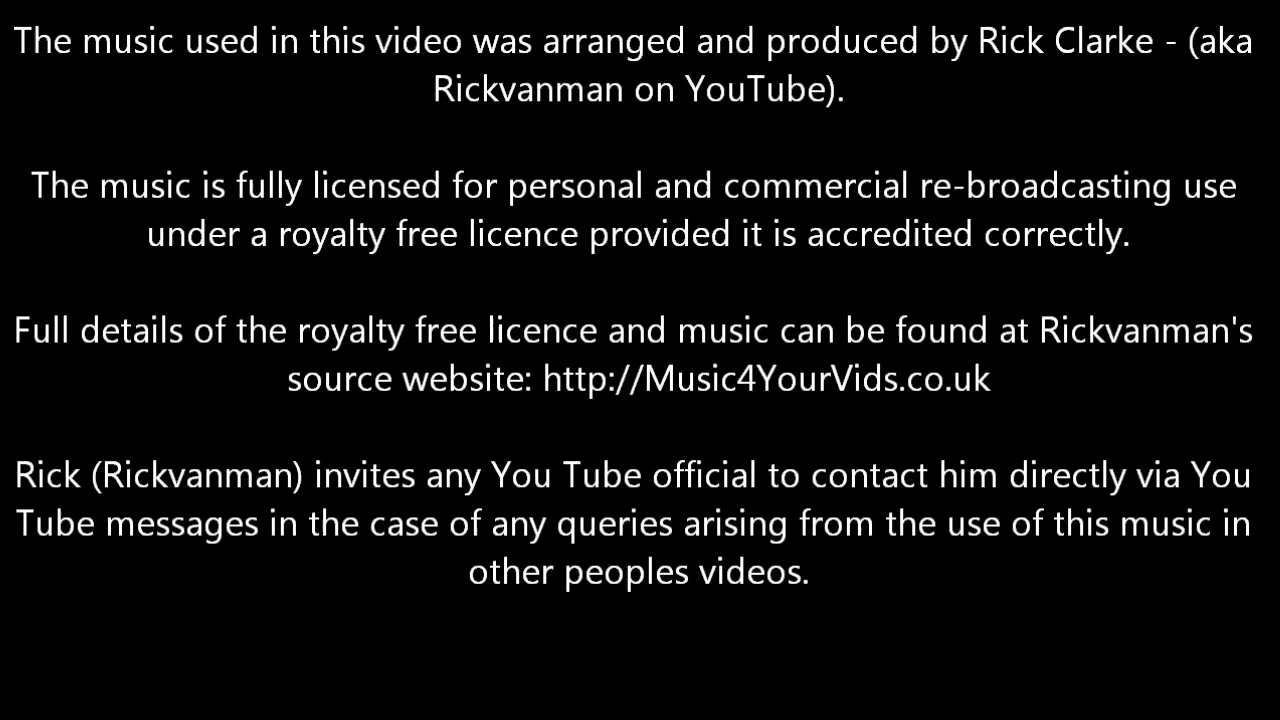 The music used in this video was arranged and produced by Rick Clarke - (aka
Rickvanman on YouTube).
The music is fully licensed for personal and commercial re-broadcasting use
under a royalty free licence provided it is accredited correctly.
Full details of the royalty free licence and music can be found at Rickvanman's
source website: http://Music4YourVids.co.uk
Rick (Rickvanman) invites any You Tube official to contact him directly via You
Tube messages in the case of any queries arising from the use of this music in
other peoples videos.